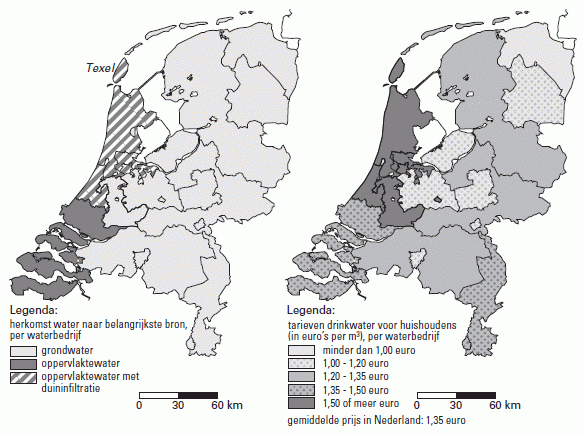 Texel
Legenda:
herkomst water naar belangrijkste bron,
per waterbedrijf
grondwater
oppervlaktewater
oppervlaktewater met
duininfiltratie
0 30 60 km
Legenda:
tarieven drinkwater voor huishoudens
(in euro's per m³), per waterbedrijf
minder dan 1,00 euro
1,00 - 1,20 euro
1,20 - 1,35 euro
1,35 - 1,50 euro
1,50 of meer euro
0 30 60 km
gemiddelde prijs in Nederland: 1,35 euro